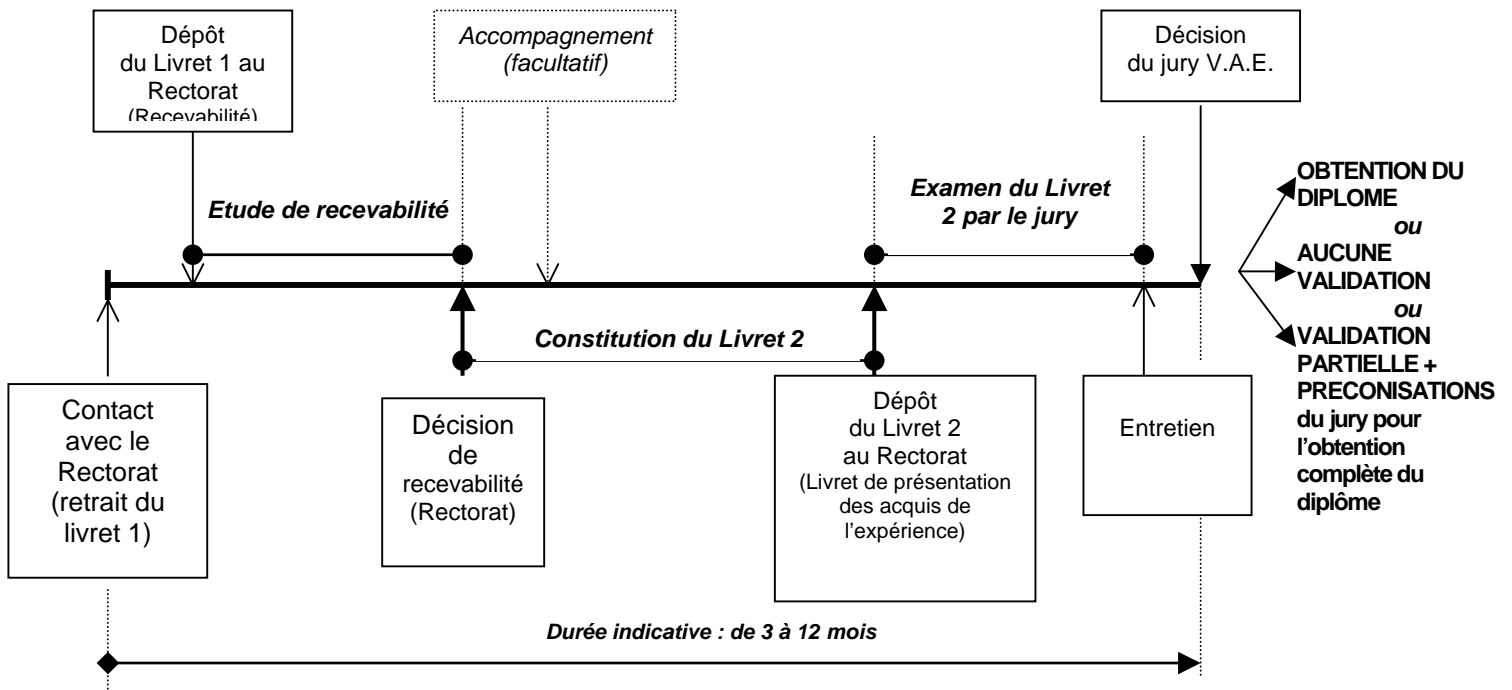 Dépôt
du Livret 1 au
Rectorat
(Recevabilité)
Accompagnement
(facultatif)
Décision
du jury V.A.E.
Etude de recevabilité
Examen du Livret
2 par le jury
OBTENTION DU
DIPLOME
ou
AUCUNE
VALIDATION
ou
VALIDATION
PARTIELLE +
PRECONISATIONS
du jury pour
l’obtention
complète du
diplôme
Constitution du Livret 2
Contact
avec le
Rectorat
(retrait du
livret 1)
Décision
de
recevabilité
(Rectorat)
Dépôt
du Livret 2
au Rectorat
(Livret de présentation
des acquis de
l’expérience)
Entretien
Durée indicative : de 3 à 12 mois